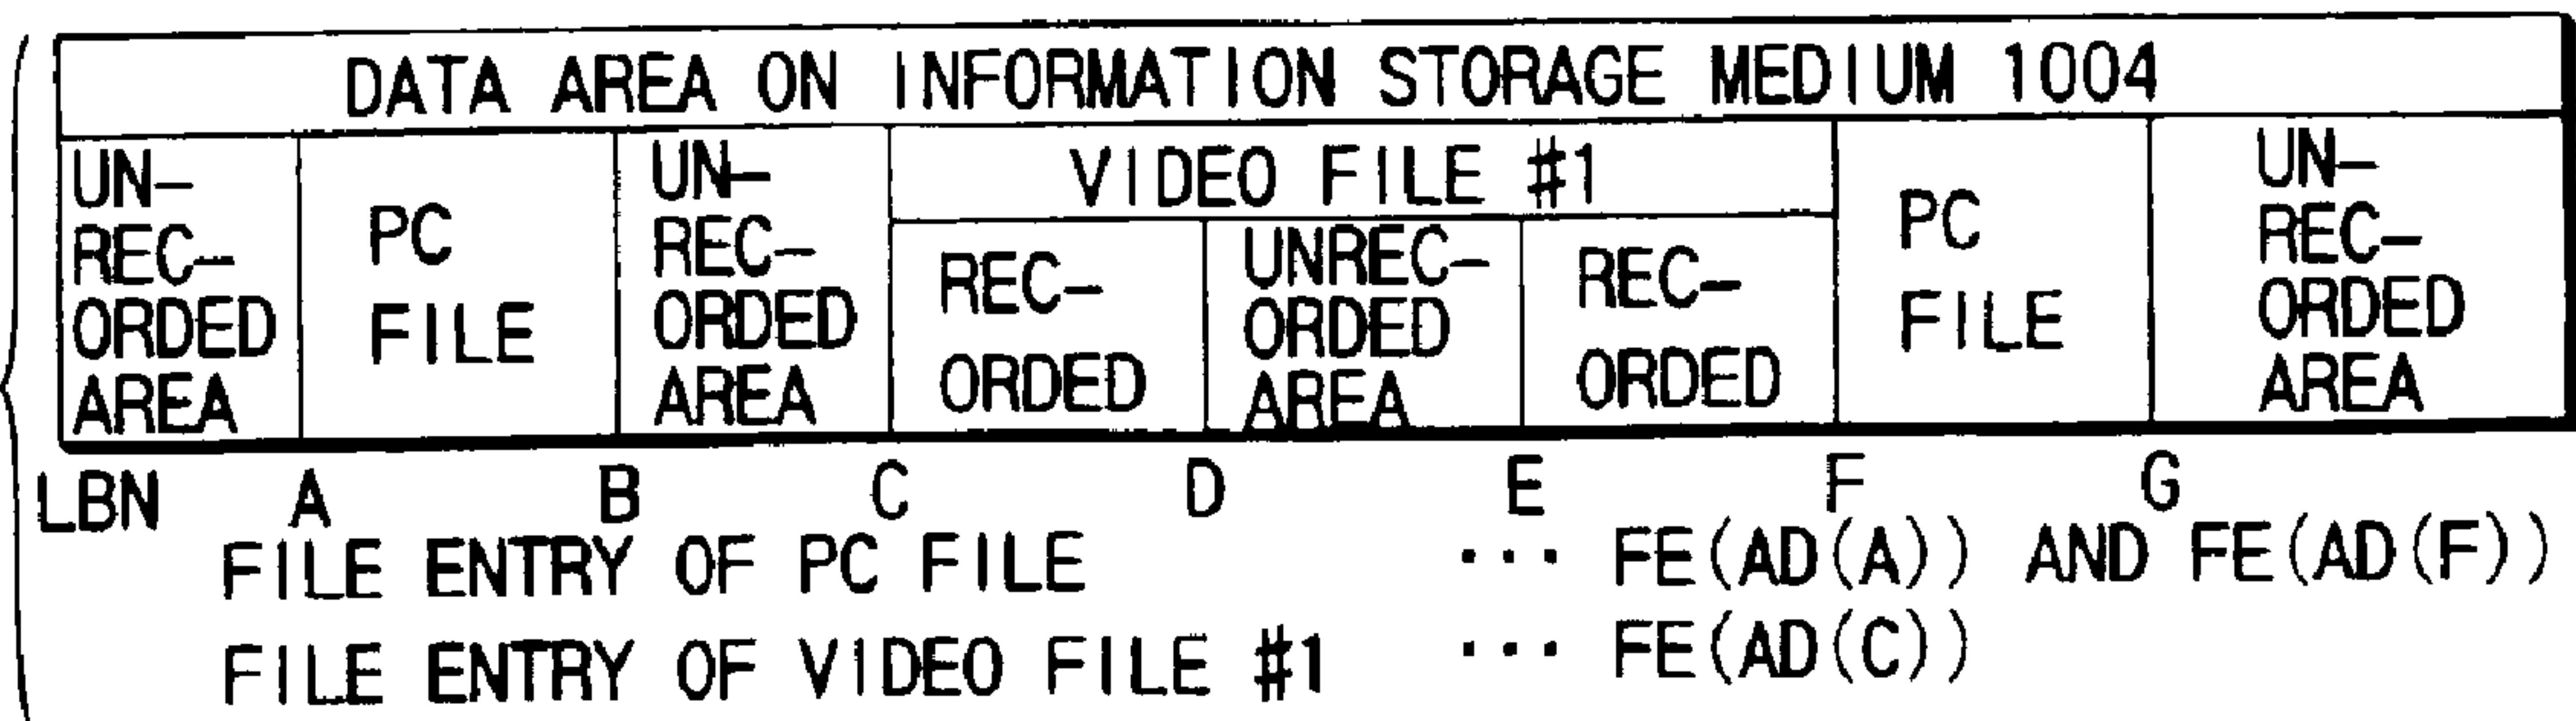 DATA AREA ON INFORMATION STORAGE MEDIUM 1004
UN-
REC-
ORDED
AREA
PC
FILE
UN-
REC-
ORDED
AREA
VIDEO FILE #1
REC-
ORDED
UNREC-
ORDED
AREA
REC-
ORDED
PC
FILE
UN-
REC-
ORDED
AREA
LBN A B C D E F G
FILE ENTRY OF PC FILE ··· FE(AD(A)) AND FE(AD(F))
FILE ENTRY OF VIDEO FILE #1 ··· FE(AD(C))